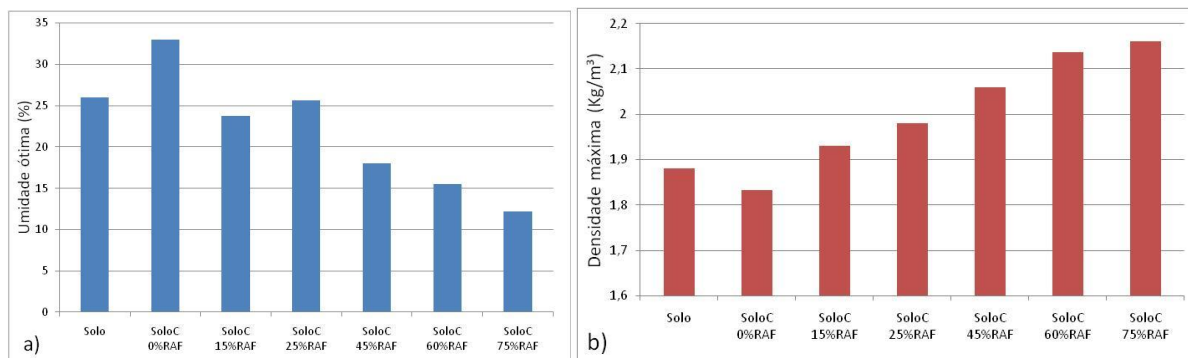 35
30
25
20
15
10
5
0
Umidade ótima (%)
Solo
SoloC 0%RAF
SoloC 15%RAF
SoloC 25%RAF
SoloC 45%RAF
SoloC 60%RAF
SoloC 75%RAF
a)
2,2
2,1
2
1,9
1,8
1,7
1,6
Densidade máxima (Kg/m³)
Solo
SoloC 0%RAF
SoloC 15%RAF
SoloC 25%RAF
SoloC 45%RAF
SoloC 60%RAF
SoloC 75%RAF
b)